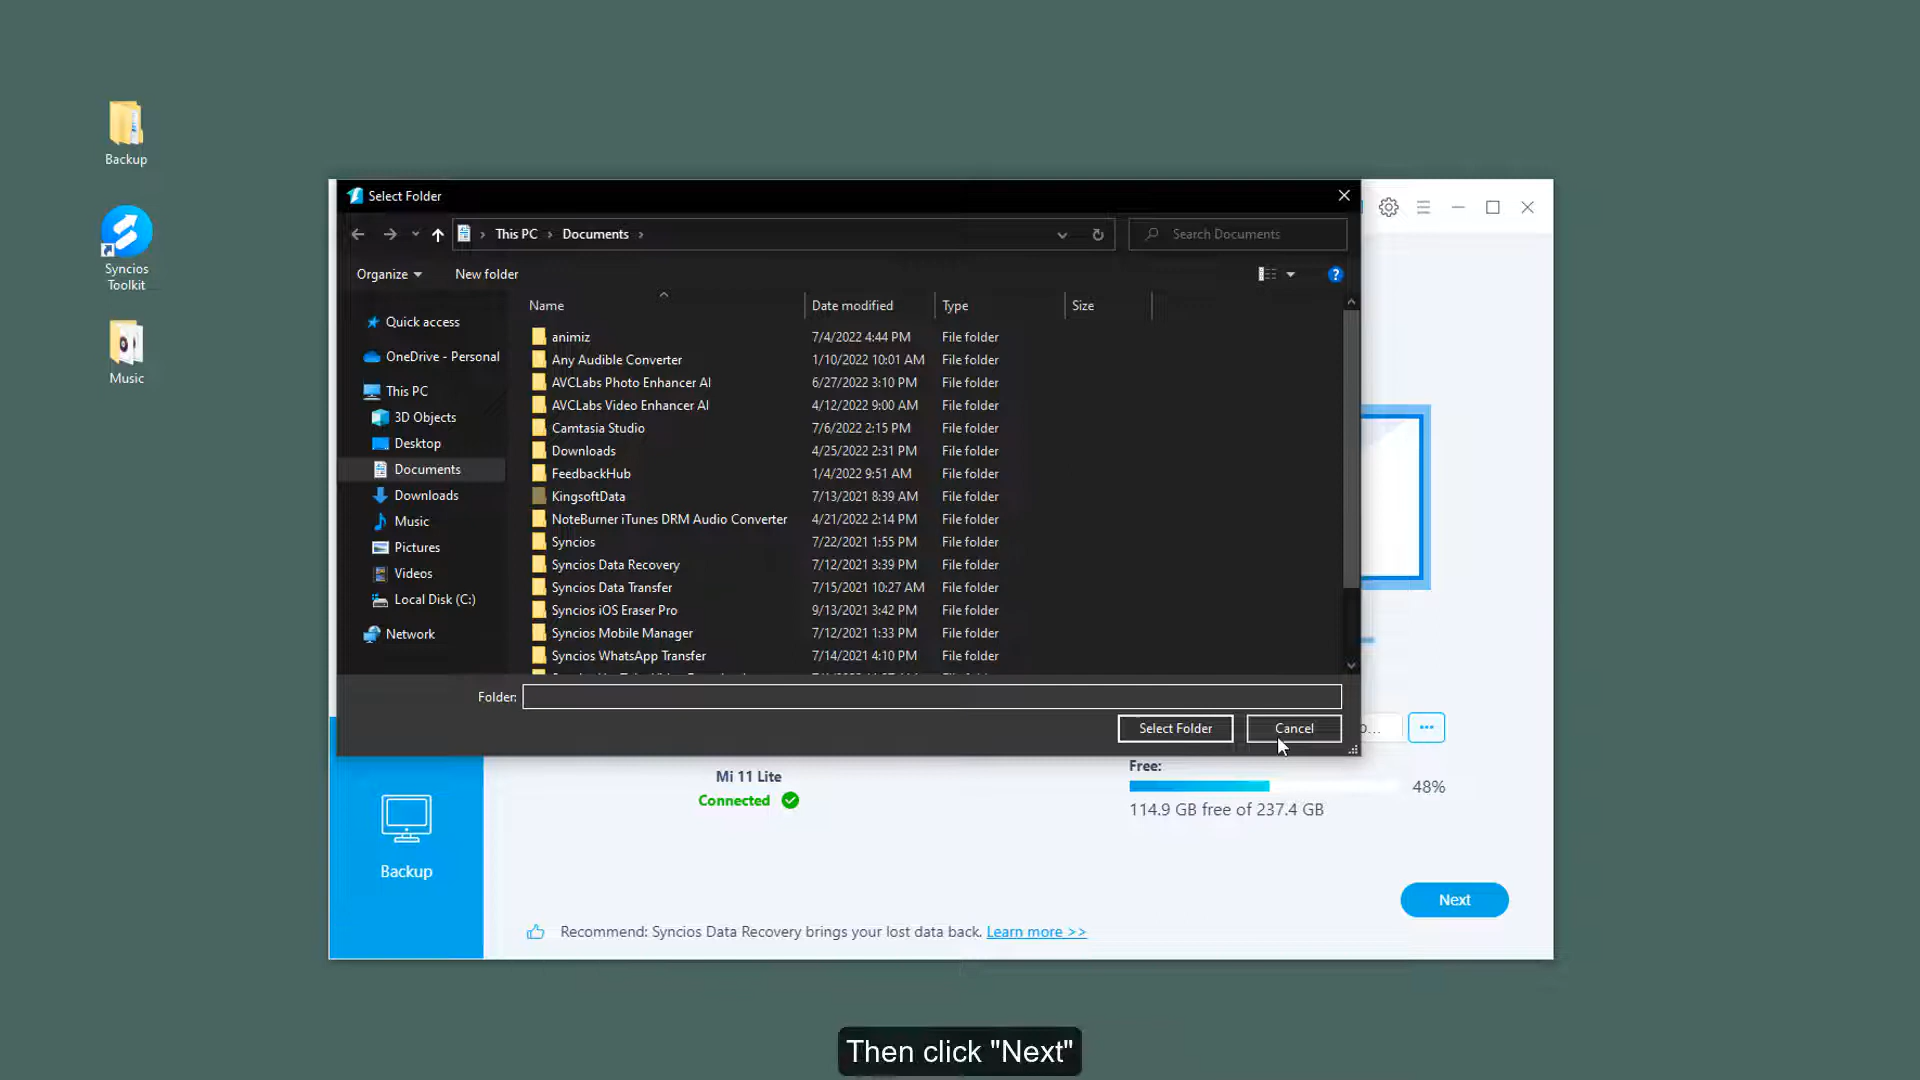 Backup
Syncios
Toolkit
Music
Select Folder
This PC
Documents
Search Documents
Organize
New folder
?
Name
Date modified
Type
Size
Quick access
OneDrive - Personal
This PC
3D Objects
Desktop
Documents
Downloads
Music
Pictures
Videos
Local Disk (C:)
Network
animiz 7/4/2022 4:44 PM File folder
Any Audible Converter 1/10/2022 10:01 AM File folder
AVCLabs Photo Enhancer AI 6/27/2022 3:10 PM File folder
AVCLabs Video Enhancer AI 4/12/2022 9:00 AM File folder
Camtasia Studio 7/6/2022 2:15 PM File folder
Downloads 4/25/2022 2:31 PM File folder
FeedbackHub 1/4/2022 9:51 AM File folder
KingsoftData 7/13/2021 8:39 AM File folder
NoteBurner iTunes DRM Audio Converter 4/21/2022 2:14 PM File folder
Syncios 7/22/2021 1:55 PM File folder
Syncios Data Recovery 7/12/2021 3:39 PM File folder
Syncios Data Transfer 7/15/2021 10:27 AM File folder
Syncios iOS Eraser Pro 9/13/2021 3:42 PM File folder
Syncios Mobile Manager 7/12/2021 1:33 PM File folder
Syncios WhatsApp Transfer 7/14/2021 4:10 PM File folder
Folder:
Select Folder
Cancel
Mi 11 Lite
Connected
Free:
48%
114.9 GB free of 237.4 GB
Backup
Next
Recommend: Syncios Data Recovery brings your lost data back. Learn more >>
Then click "Next"